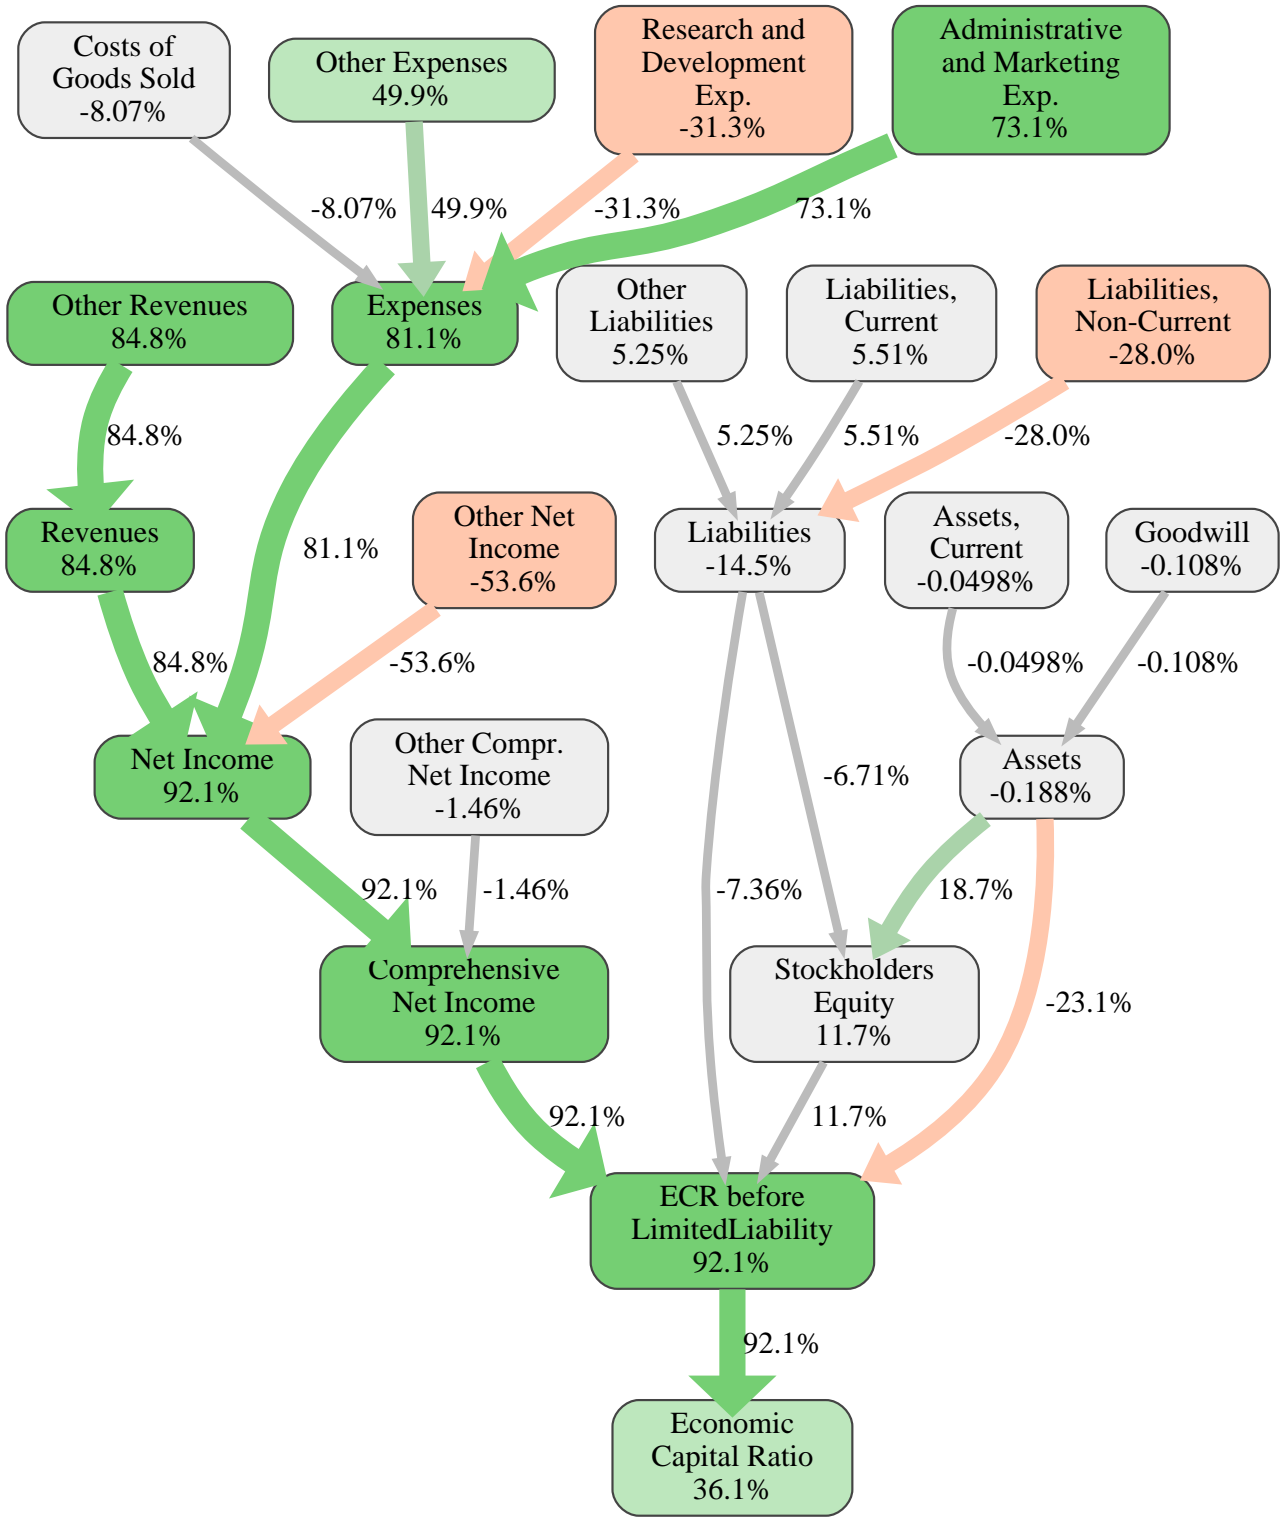 Costs of
Goods Sold
-8.07%
Other Expenses
49.9%
Research and
Development
Exp.
-31.3%
Administrative
and Marketing
Exp.
73.1%
-8.07%
49.9%
-31.3%
73.1%
Other Revenues
84.8%
Expenses
81.1%
Other
Liabilities
5.25%
Liabilities,
Current
5.51%
Liabilities,
Non-Current
-28.0%
84.8%
5.25%
5.51%
-28.0%
Revenues
84.8%
81.1%
Other Net
Income
-53.6%
Liabilities
-14.5%
Assets,
Current
-0.0498%
Goodwill
-0.108%
84.8%
-53.6%
-0.0498%
-0.108%
Net Income
92.1%
Other Compr.
Net Income
-1.46%
-6.71%
Assets
-0.188%
92.1%
-1.46%
-7.36%
18.7%
Comprehensive
Net Income
92.1%
Stockholders
Equity
11.7%
-23.1%
92.1%
11.7%
ECR before
LimitedLiability
92.1%
92.1%
Economic
Capital Ratio
36.1%